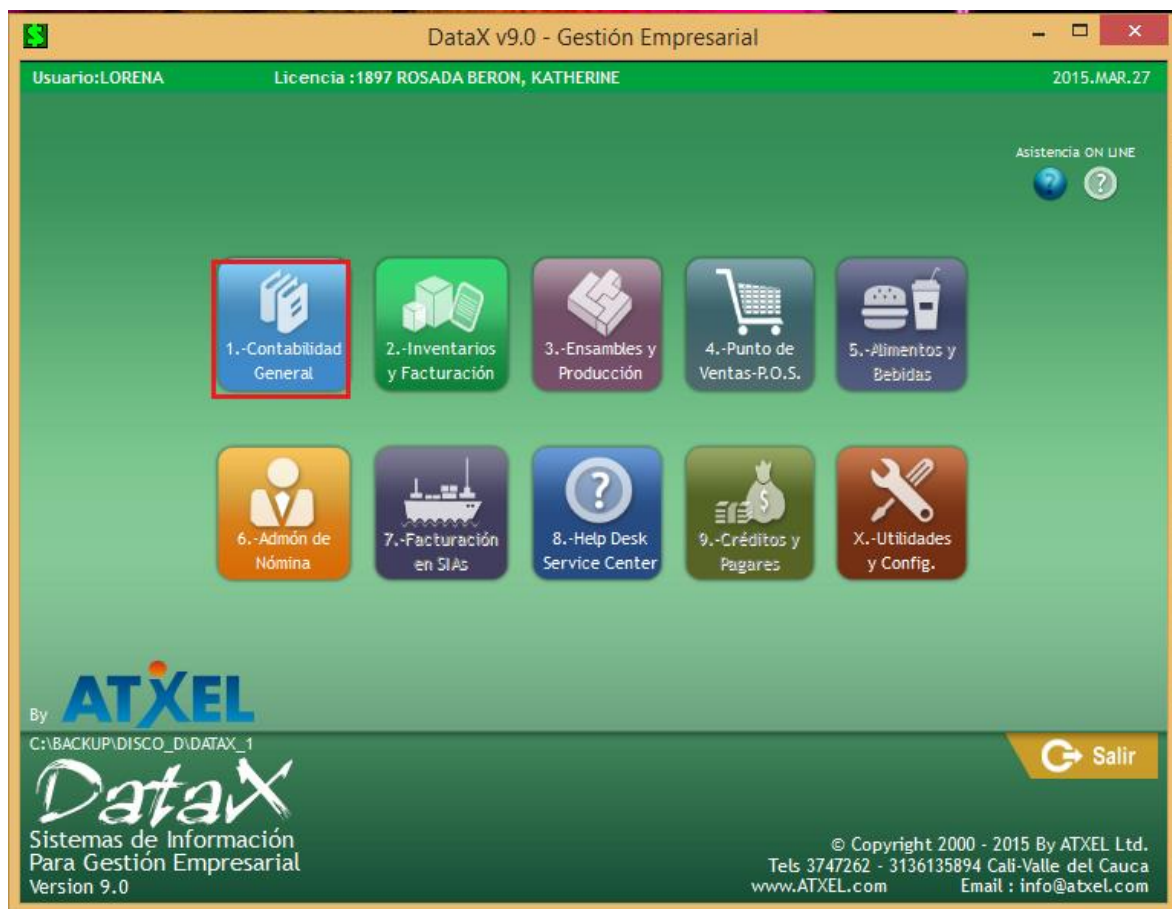 DataX v9.0 - Gestión Empresarial
Usuario:LORENA
Licencia :1897 ROSADA BERON, KATHERINE
2015.MAR.27
Asistencia ON LINE
1.-Contabilidad
General
2.-Inventarios
y Facturación
3.-Ensambles y
Producción
4.-Punto de
Ventas-P.O.S.
5.-Alimentos y
Bebidas
6.-Admón de
Nómina
7.-Facturación
en SIAs
8.-Help Desk
Service Center
9.-Créditos y
Pagares
X.-Utilidades
y Config.
By ATXEL
C:\BACKUP\DISCO_D\DATAX_1
DataX
Salir
Sistemas de Información
Para Gestión Empresarial
Version 9.0
© Copyright 2000 - 2015 By ATXEL Ltd.
Tels 3747262 - 3136135894 Cali-Valle del Cauca
www.ATXEL.com Email : info@atxel.com